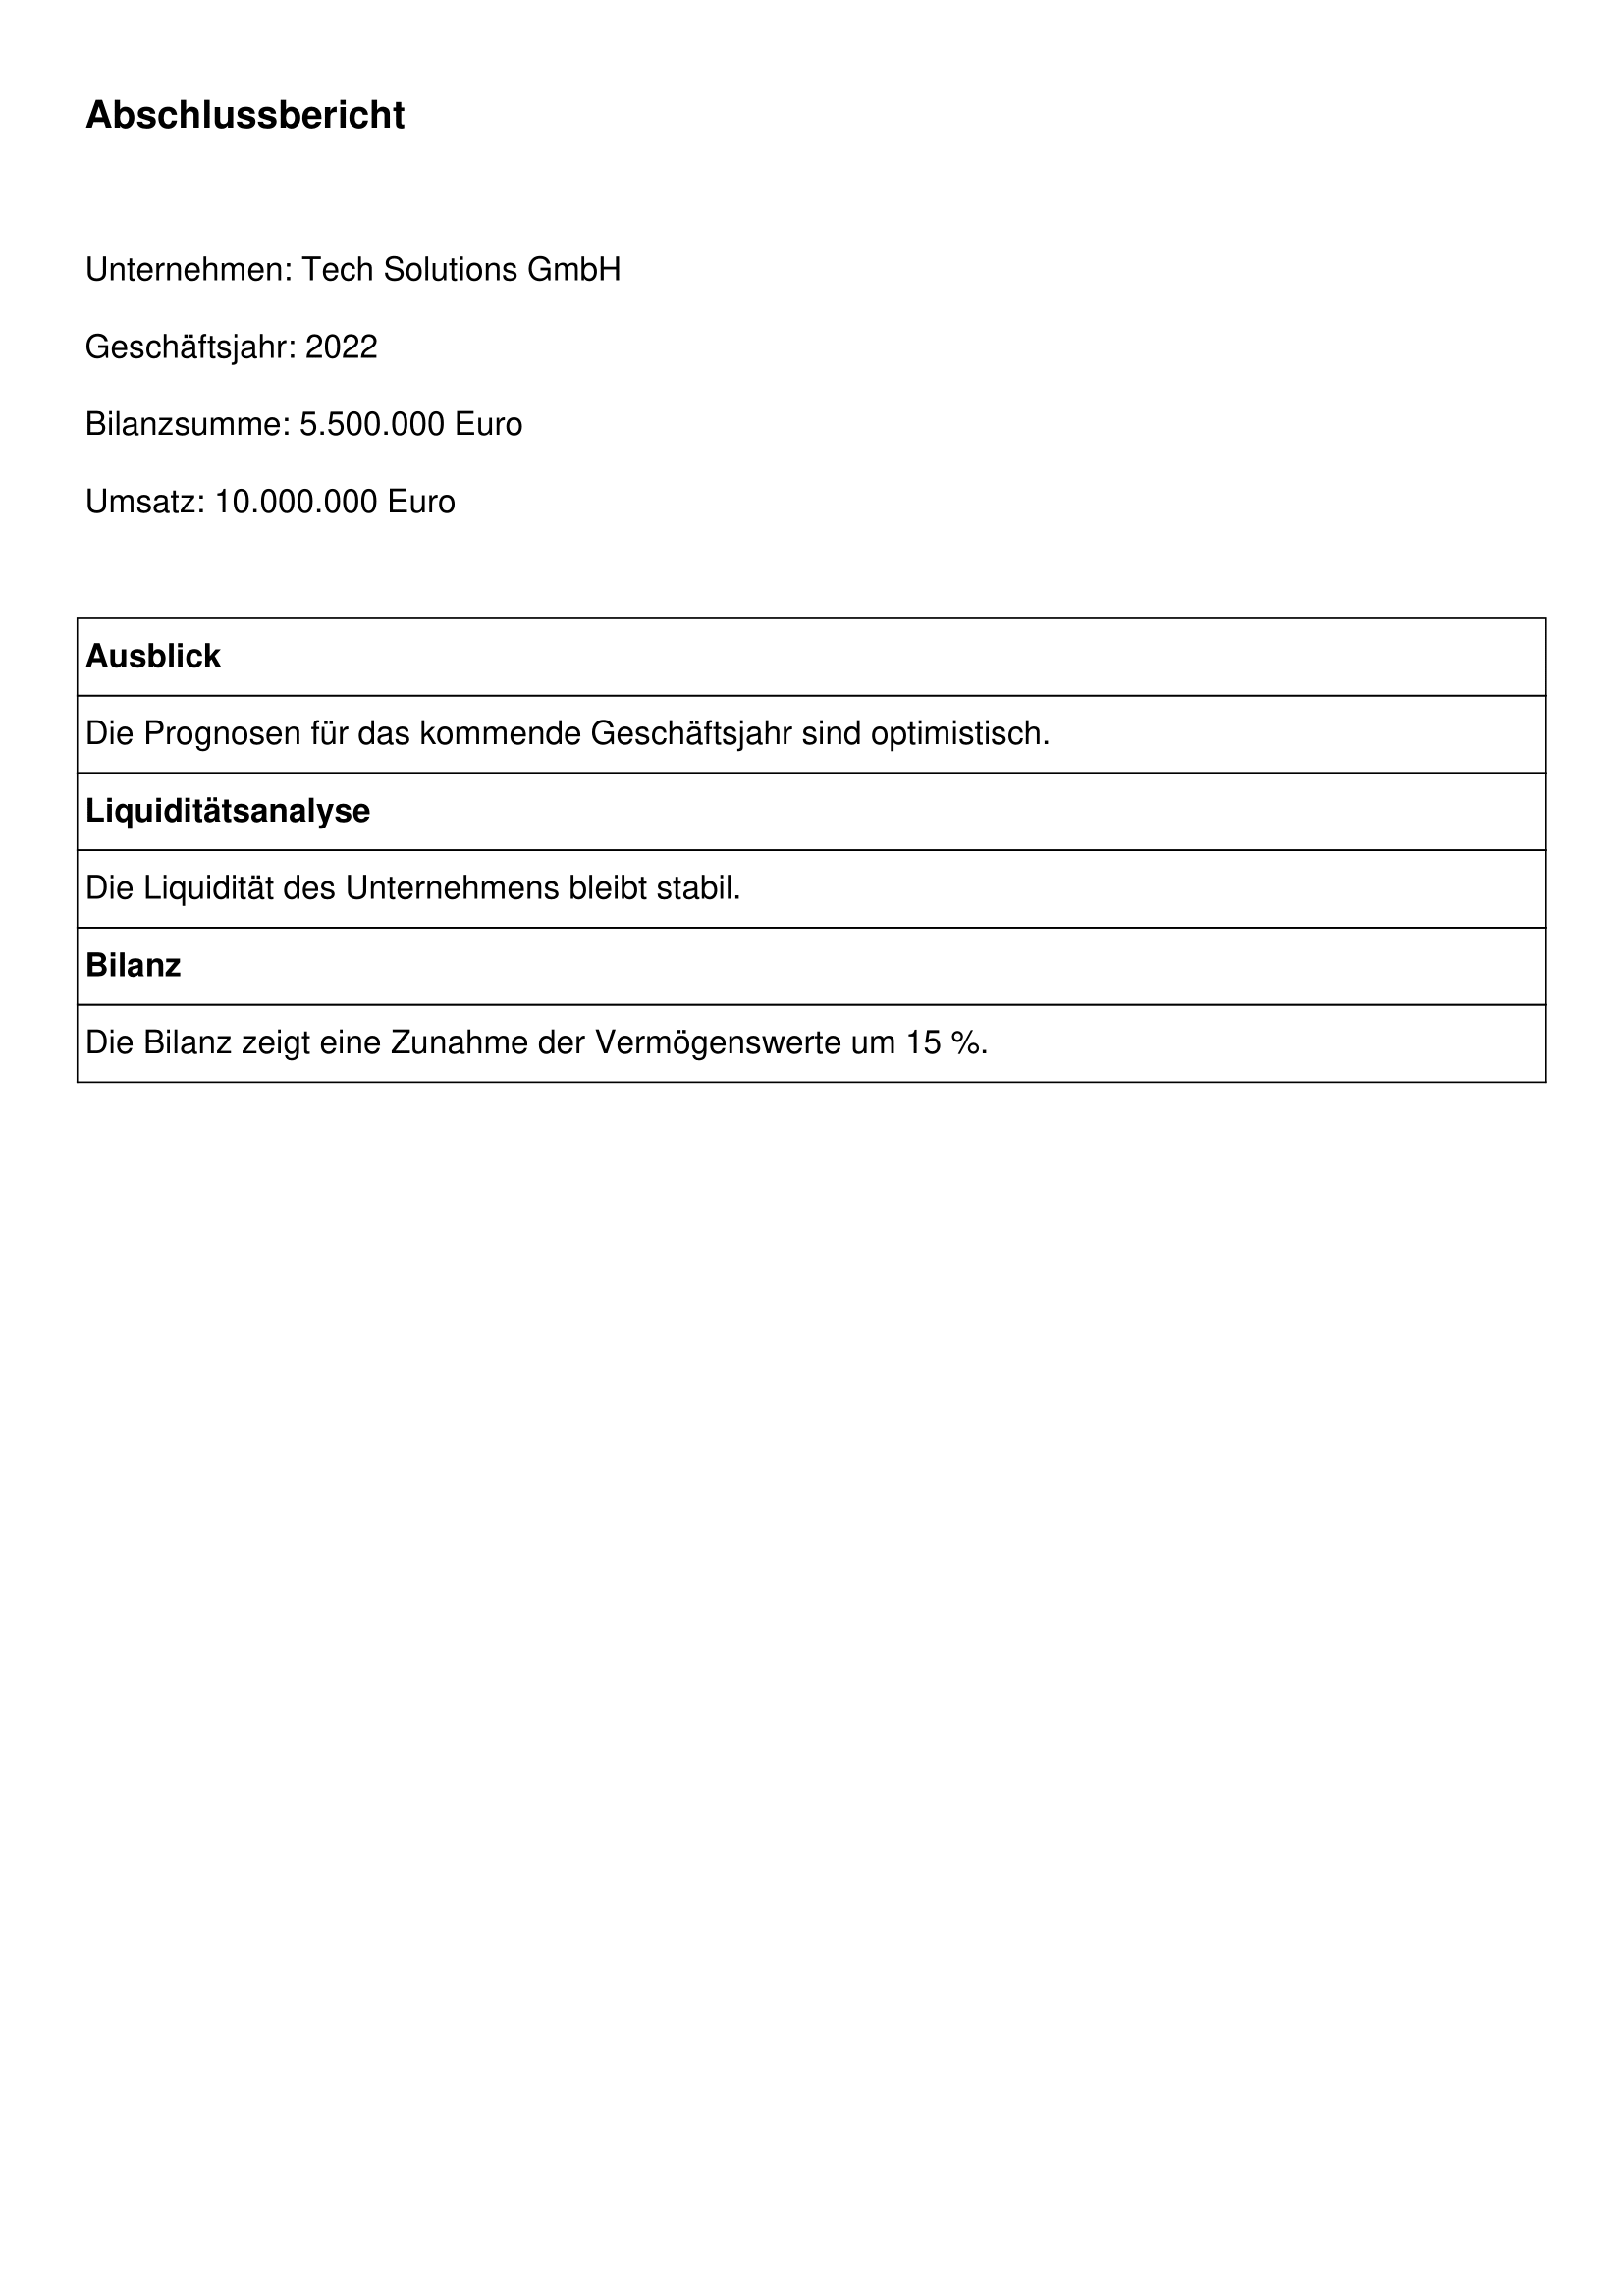 Abschlussbericht
Unternehmen: Tech Solutions GmbH
Geschäftsjahr: 2022
Bilanzsumme: 5.500.000 Euro
Umsatz: 10.000.000 Euro
Ausblick
Die Prognosen für das kommende Geschäftsjahr sind optimistisch.
Liquiditätsanalyse
Die Liquidität des Unternehmens bleibt stabil.
Bilanz
Die Bilanz zeigt eine Zunahme der Vermögenswerte um 15 %.